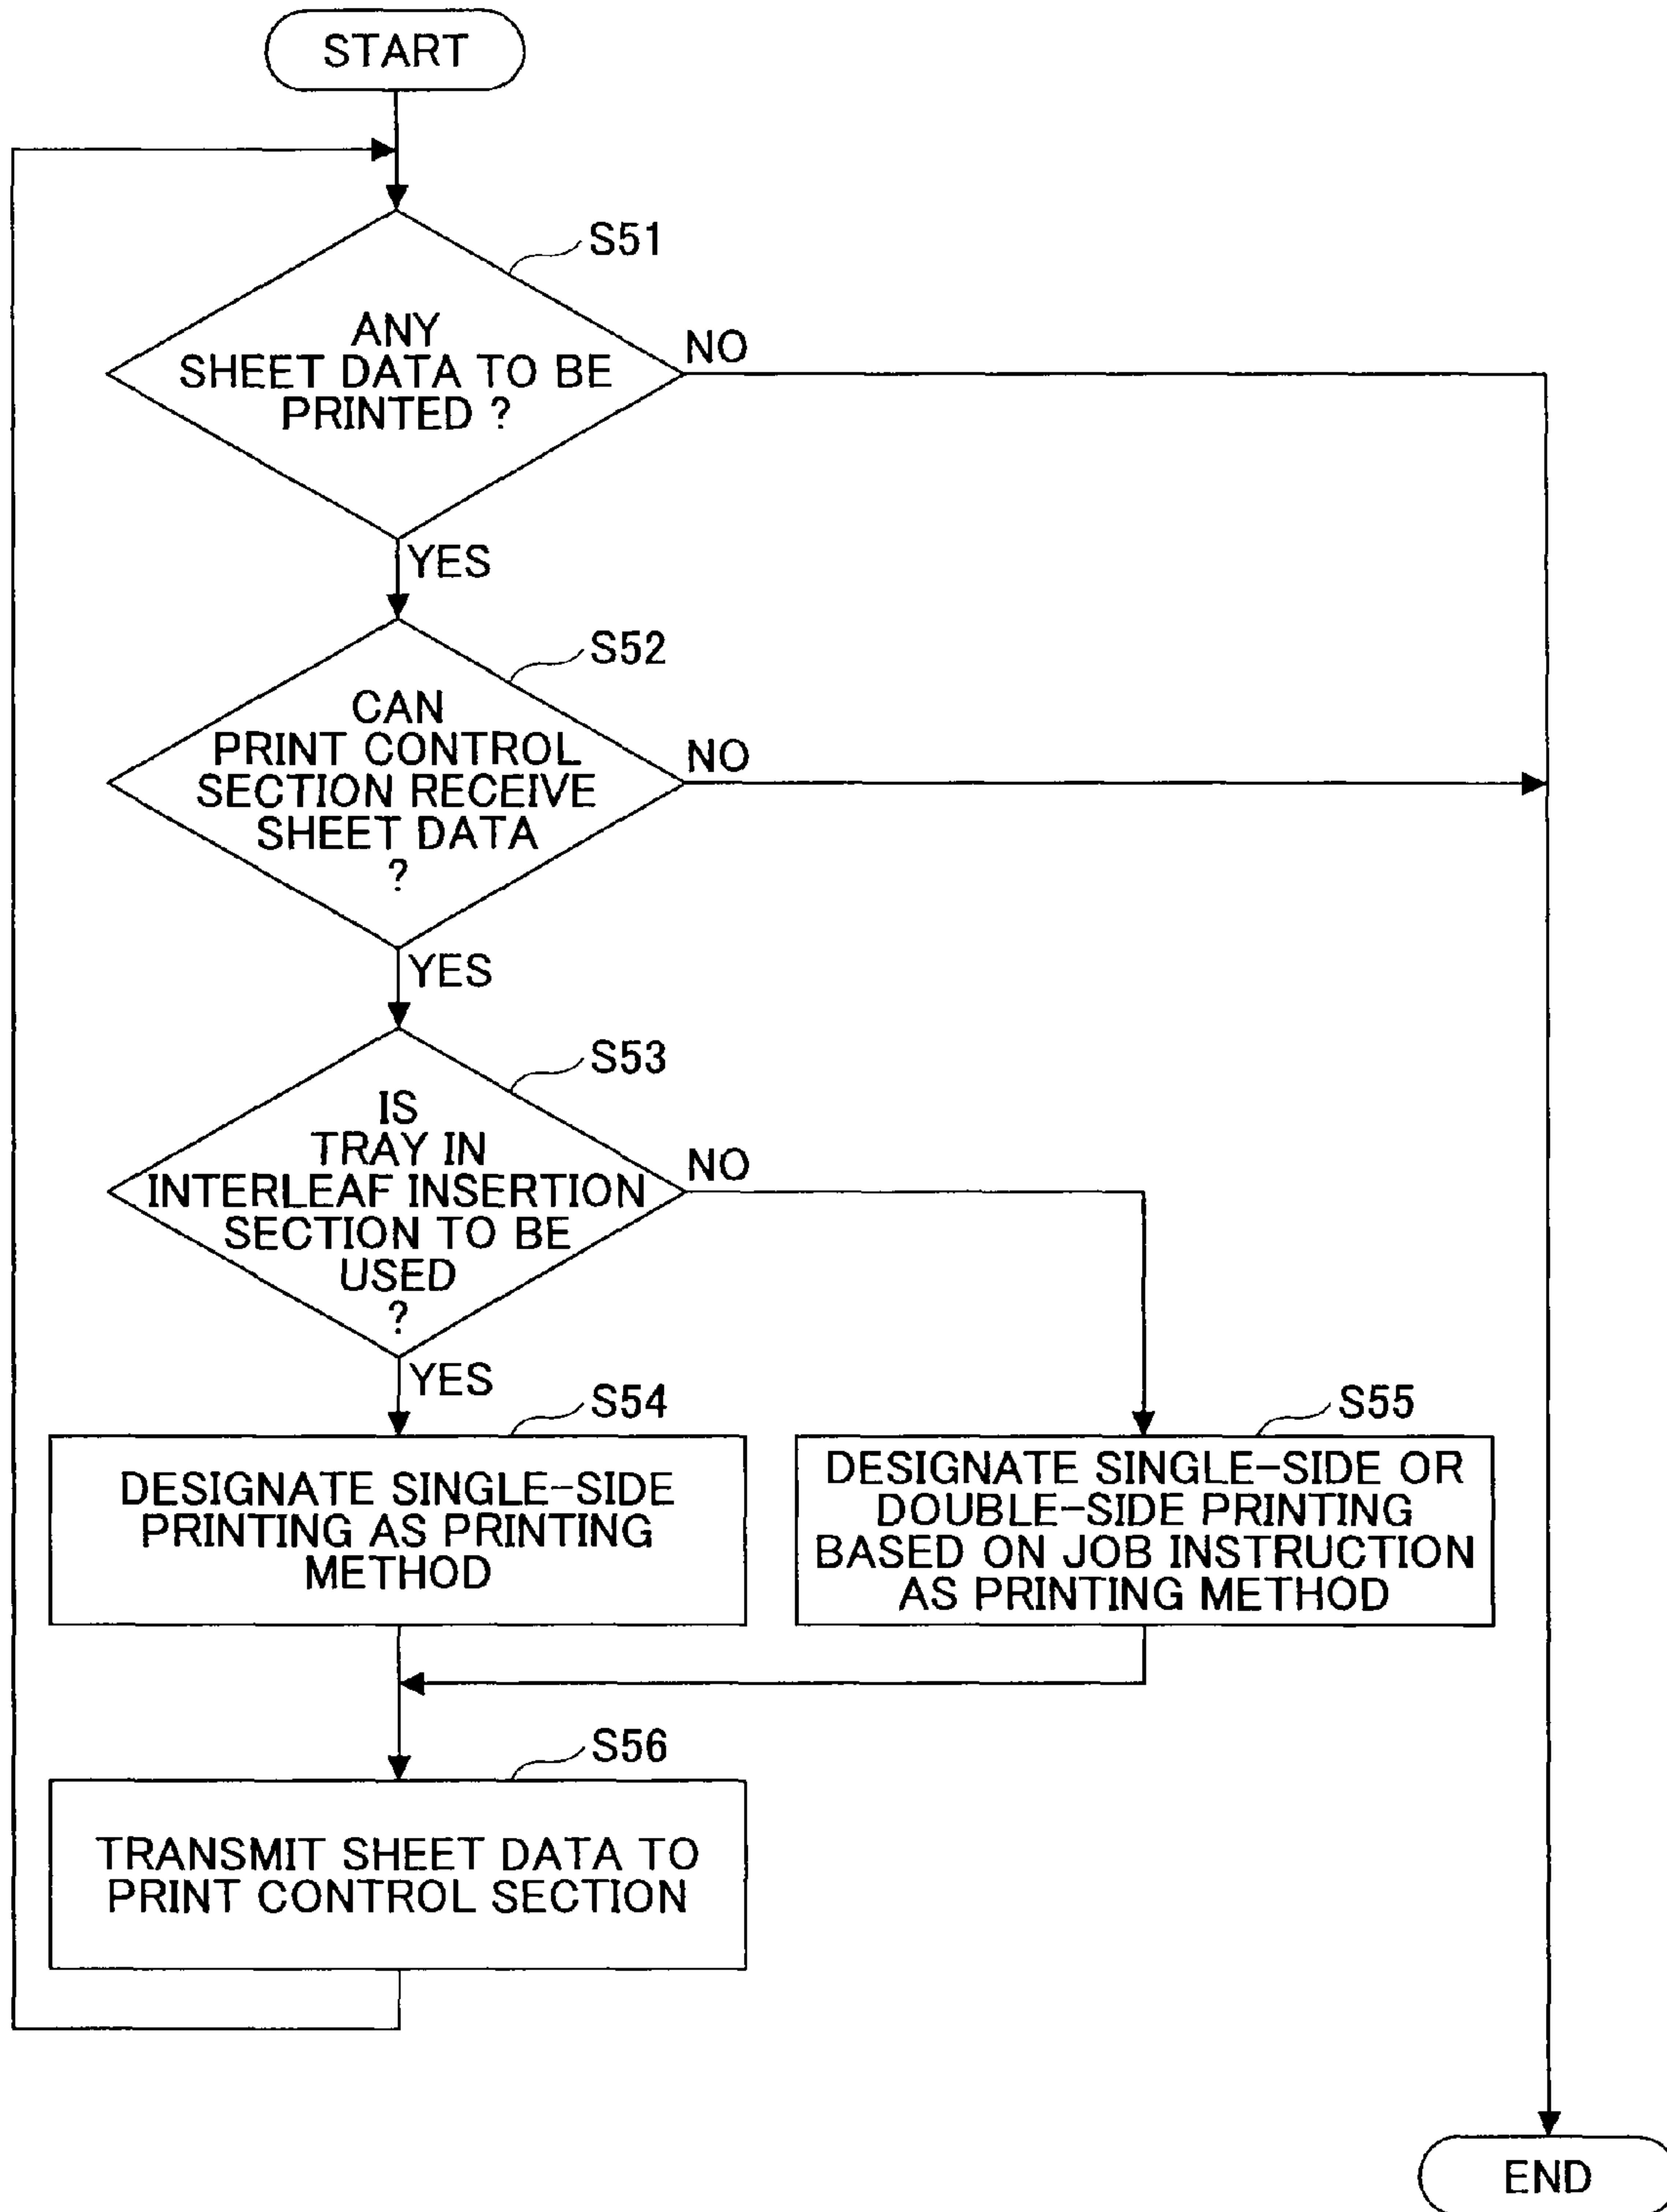 START
S51
ANY
SHEET DATA TO BE
PRINTED ?
NO
YES
S52
CAN
PRINT CONTROL
SECTION RECEIVE
SHEET DATA
?
NO
YES
S53
IS
TRAY IN
INTERLEAF INSERTION
SECTION TO BE
USED
?
NO
YES
S54
DESIGNATE SINGLE-SIDE
PRINTING AS PRINTING
METHOD
S55
DESIGNATE SINGLE-SIDE OR
DOUBLE-SIDE PRINTING
BASED ON JOB INSTRUCTION
AS PRINTING METHOD
S56
TRANSMIT SHEET DATA TO
PRINT CONTROL SECTION
END